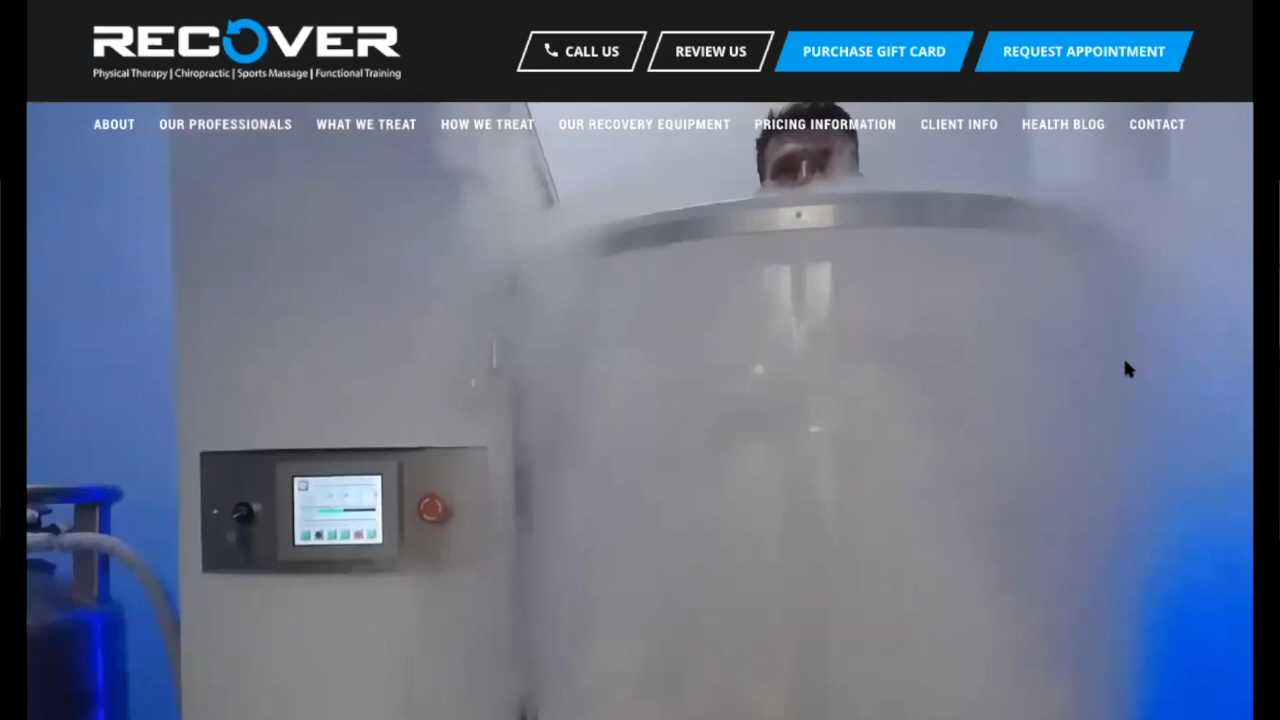 RECOVER
Physical Therapy | Chiropractic | Sports Massage | Functional Training
CALL US
REVIEW US
PURCHASE GIFT CARD
REQUEST APPOINTMENT
ABOUT
OUR PROFESSIONALS
WHAT WE TREAT
HOW WE TREAT
OUR RECOVERY EQUIPMENT
PRICING INFORMATION
CLIENT INFO
HEALTH BLOG
CONTACT